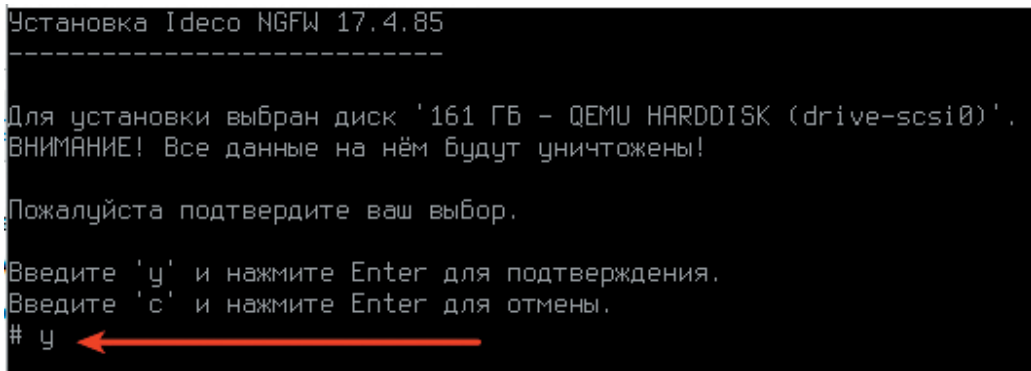 Установка Ideco NGFW 17.4.85
----------------------------
Для установки выбран диск '161 ГБ – QEMU HARDDISK (drive-scsi0)'.
ВНИМАНИЕ! Все данные на нём будут уничтожены!
Пожалуйста подтвердите ваш выбор.
Введите 'y' и нажмите Enter для подтверждения.
Введите 'c' и нажмите Enter для отмены.
# y